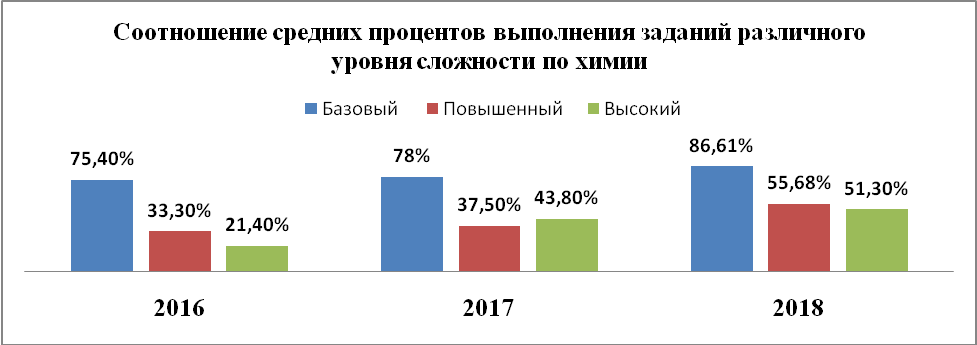 Соотношение средних процентов выполнения заданий различного
уровня сложности по химии
Базовый Повышенный Высокий
75,40% 33,30% 21,40% 78% 37,50% 43,80% 86,61% 55,68% 51,30%
2016 2017 2018